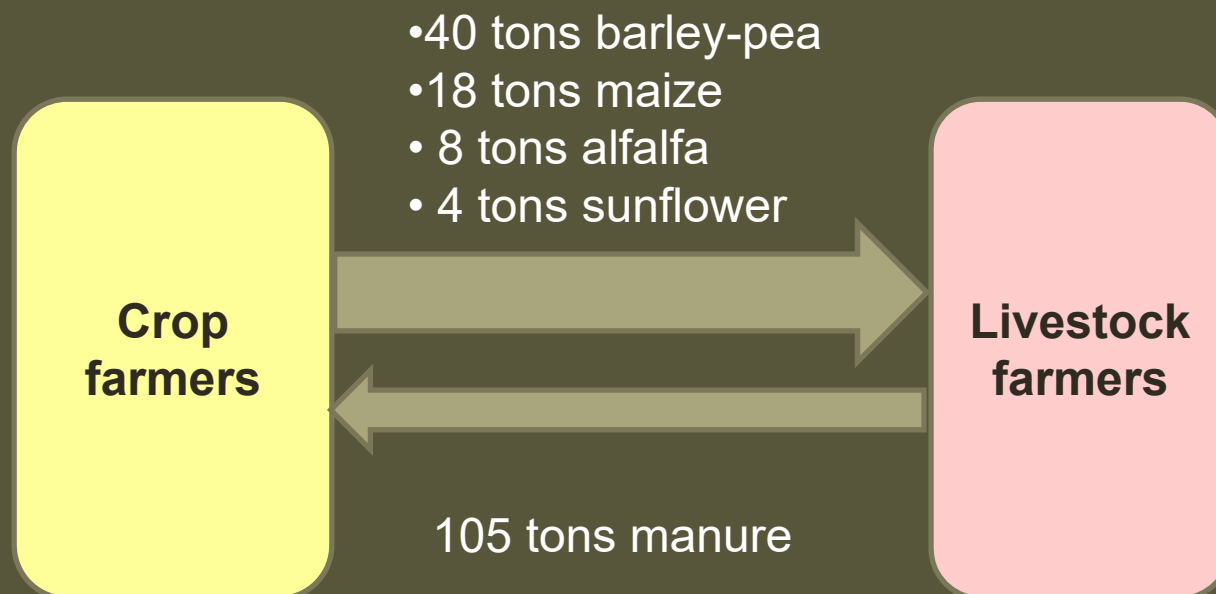 •40 tons barley-pea
•18 tons maize
• 8 tons alfalfa
• 4 tons sunflower
Crop
farmers
Livestock
farmers
105 tons manure